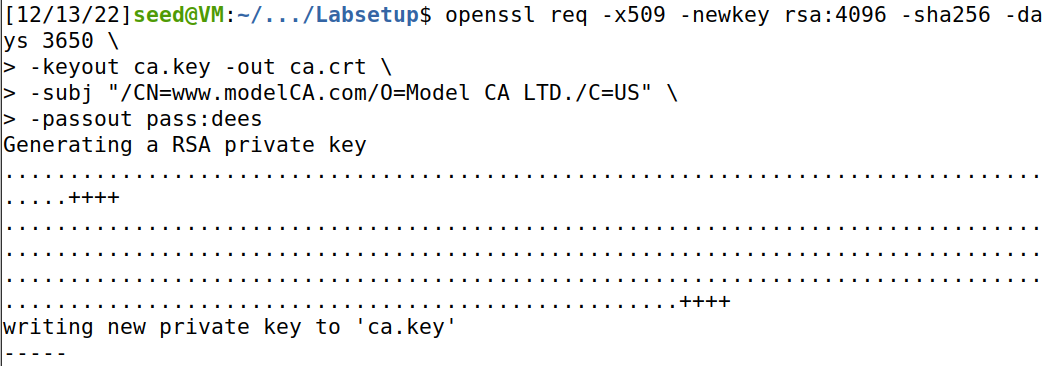 [12/13/22]seed@VM:~/.../Labsetup$ openssl req -x509 -newkey rsa:4096 -sha256 -da
ys 3650 \
> -keyout ca.key -out ca.crt \
> -subj "/CN=www.modelCA.com/O=Model CA LTD./C=US" \
> -passout pass:dees
Generating a RSA private key
................................................................................
.....++++
................................................................................
................................................................................
................................................................................
....................................................++++
writing new private key to 'ca.key'
-----